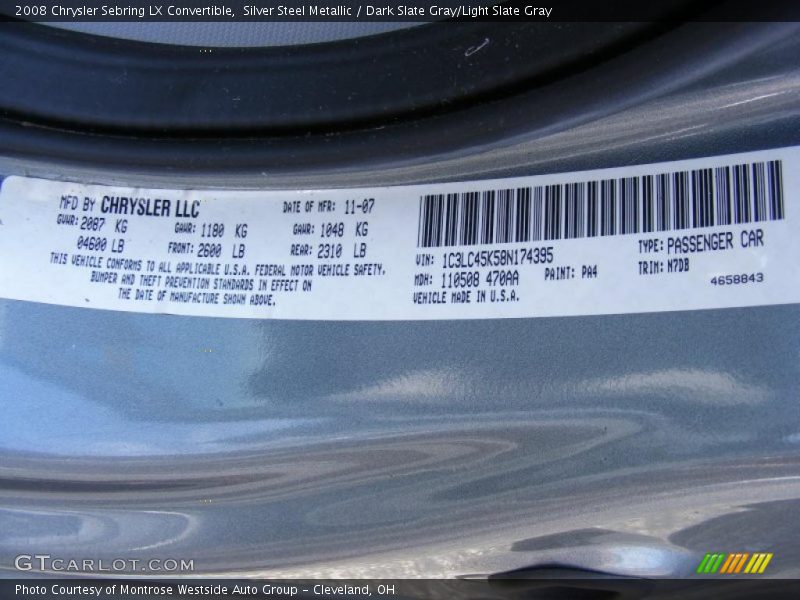 2008 Chrysler Sebring LX Convertible, Silver Steel Metallic / Dark Slate Gray/Light Slate Gray
MFD BY CHRYSLER LLC DATE OF MFR: 11-07
GVWR: 2087 KG GAWR: 1180 KG GAWR: 1048 KG
04600 LB FRONT: 2600 LB REAR: 2310 LB
THIS VEHICLE CONFORMS TO ALL APPLICABLE U.S.A. FEDERAL MOTOR VEHICLE SAFETY,
BUMPER AND THEFT PREVENTION STANDARDS IN EFFECT ON
THE DATE OF MANUFACTURE SHOWN ABOVE.
VIN: 1C3LC45K58N174395 TYPE: PASSENGER CAR
MDH: 110508 470AA PAINT: PA4 TRIM: N7DB
VEHICLE MADE IN U.S.A. 4658843
GTCARLOT.COM
Photo Courtesy of Montrose Westside Auto Group - Cleveland, OH